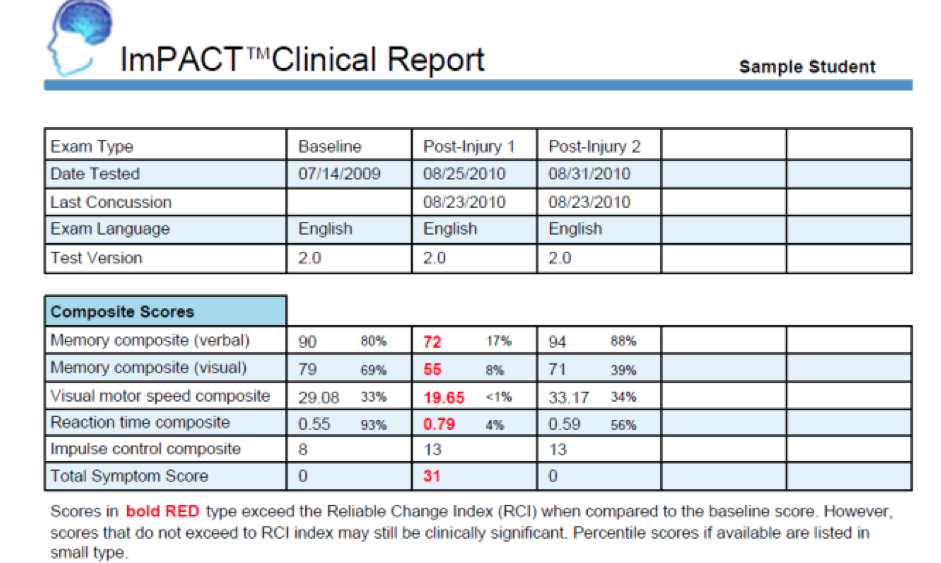 ImPACT™Clinical Report
Sample Student
Exam Type Baseline Post-Injury 1 Post-Injury 2
Date Tested 07/14/2009 08/25/2010 08/31/2010
Last Concussion 08/23/2010 08/23/2010
Exam Language English English English
Test Version 2.0 2.0 2.0
Composite Scores
Memory composite (verbal) 90 80% 72 17% 94 88%
Memory composite (visual) 79 69% 55 8% 71 39%
Visual motor speed composite 29.08 33% 19.65 <1% 33.17 34%
Reaction time composite 0.55 93% 0.79 4% 0.59 56%
Impulse control composite 8 13 13
Total Symptom Score 0 31 0
Scores in bold RED type exceed the Reliable Change Index (RCI) when compared to the baseline score. However,
scores that do not exceed to RCI index may still be clinically significant. Percentile scores if available are listed in
small type.